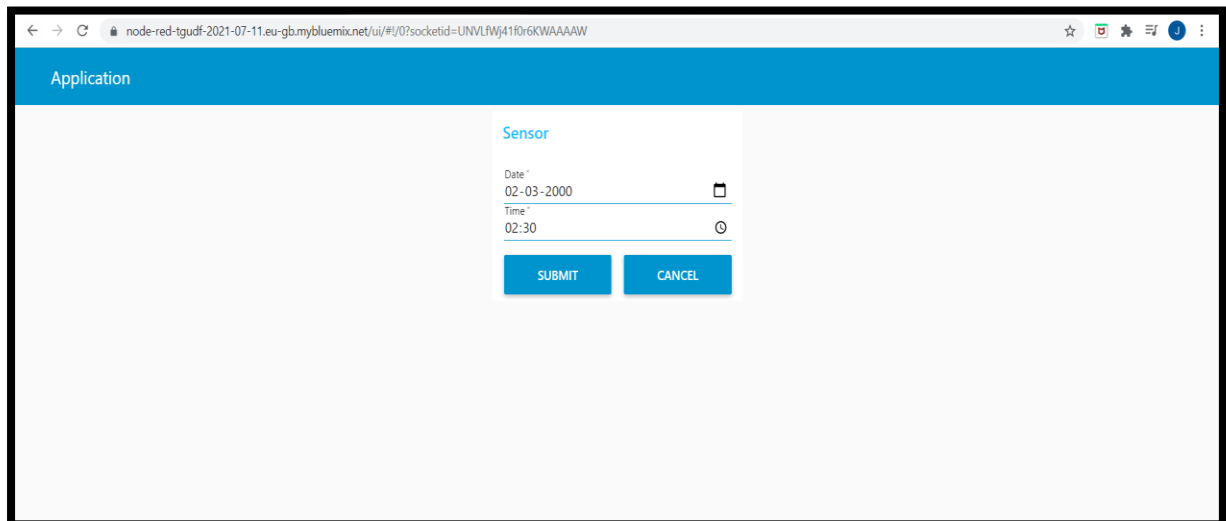 node-red-tgudf-2021-07-11.eu-gb.mybluemix.net/ui/#!/0?socketid=UNVLfWj41f0r6KWAAAAW
J
Application
Sensor
Date *
02-03-2000
Time *
02:30
SUBMIT CANCEL